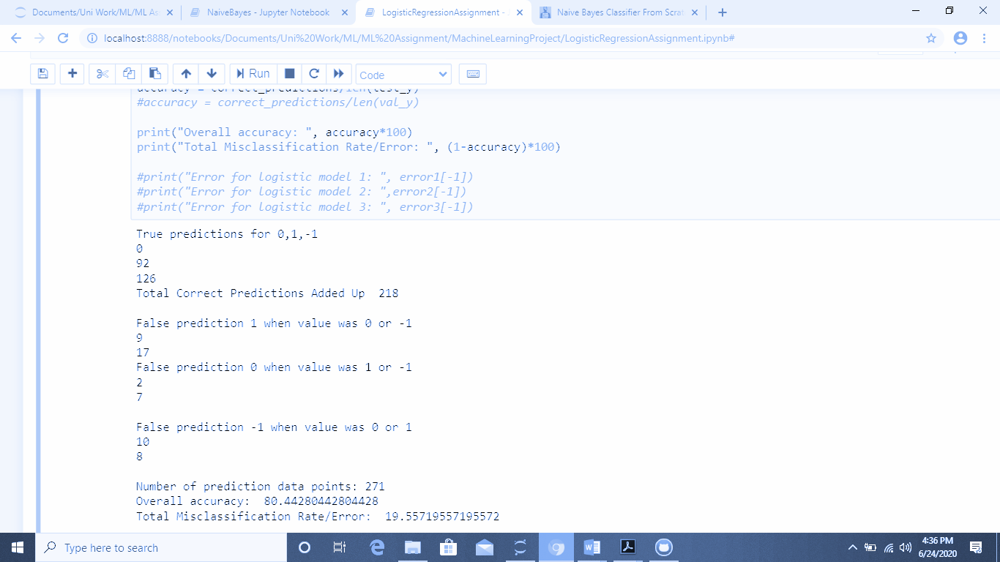 Documents/Uni Work/ML/ML As
NaiveBayes - Jupyter Notebook
LogisticRegressionAssignment -
Naive Bayes Classifier From Scrat
localhost:8888/notebooks/Documents/Uni%20Work/ML/ML%20Assignment/MachineLearningProject/LogisticRegressionAssignment.ipynb#
Run
Code
accuracy = correct_predictions/len(test_y)
#accuracy = correct_predictions/len(val_y)
print("Overall accuracy: ", accuracy*100)
print("Total Misclassification Rate/Error: ", (1-accuracy)*100)
#print("Error for logistic model 1: ", error1[-1])
#print("Error for logistic model 2: ",error2[-1])
#print("Error for logistic model 3: ", error3[-1])
True predictions for 0,1,-1
0
92
126
Total Correct Predictions Added Up  218
False prediction 1 when value was 0 or -1
9
17
False prediction 0 when value was 1 or -1
2
7
False prediction -1 when value was 0 or 1
10
8
Number of prediction data points: 271
Overall accuracy:  80.44280442804428
Total Misclassification Rate/Error:  19.55719557195572
Type here to search
4:36 PM
6/24/2020